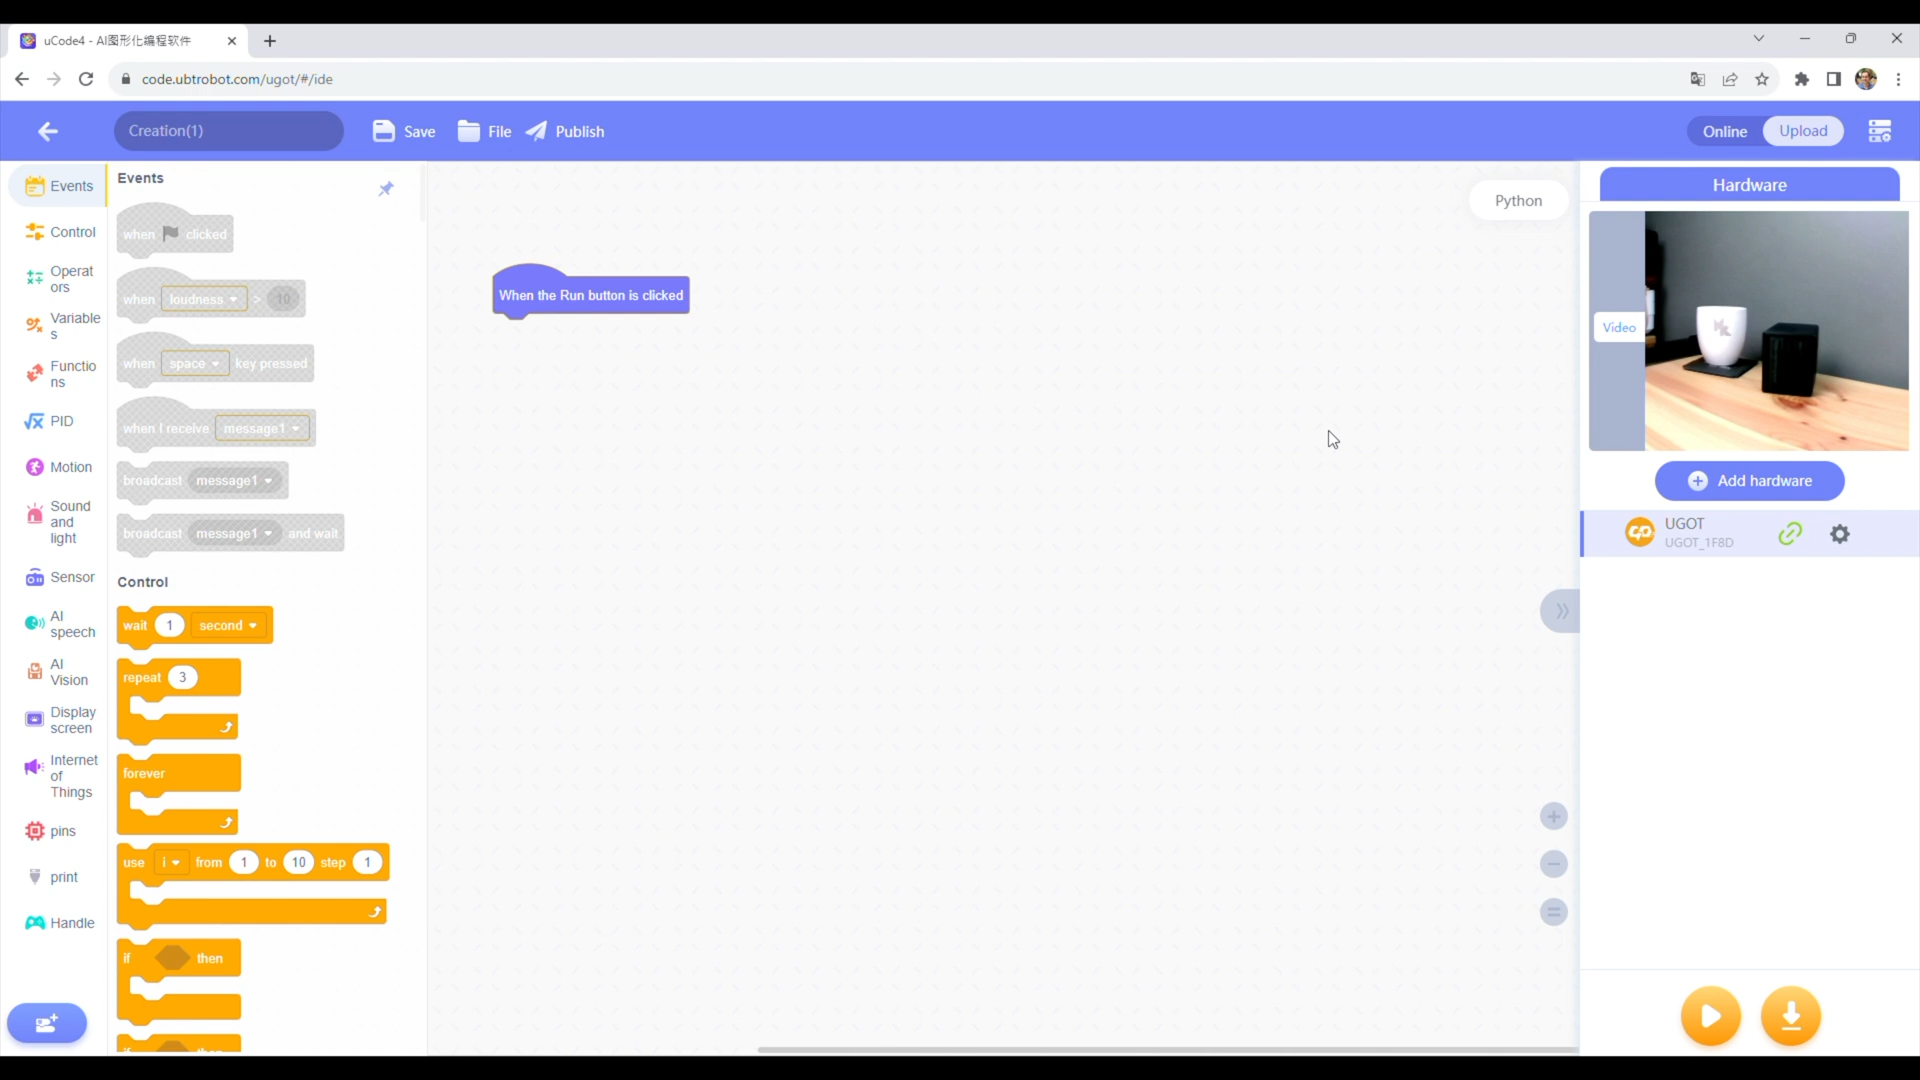 uCode4 - AI图形化编程软件
code.ubtrobot.com/ugot/#/ide
Creation(1)
Save
File
Publish
Online
Upload
Events
Control
Operat
ors
Variable
s
Functio
ns
PID
Motion
Sound
and
light
Sensor
AI
speech
AI
Vision
Display
screen
Internet
of
Things
pins
print
Handle
Events
when clicked
when loudness > 10
when space key pressed
when I receive message1
broadcast message1
broadcast message1 and wait
Control
wait 1 second
repeat 3
forever
use i from 1 to 10 step 1
if then
if then
When the Run button is clicked
Python
Hardware
Video
Add hardware
UGOT
UGOT_1F8D